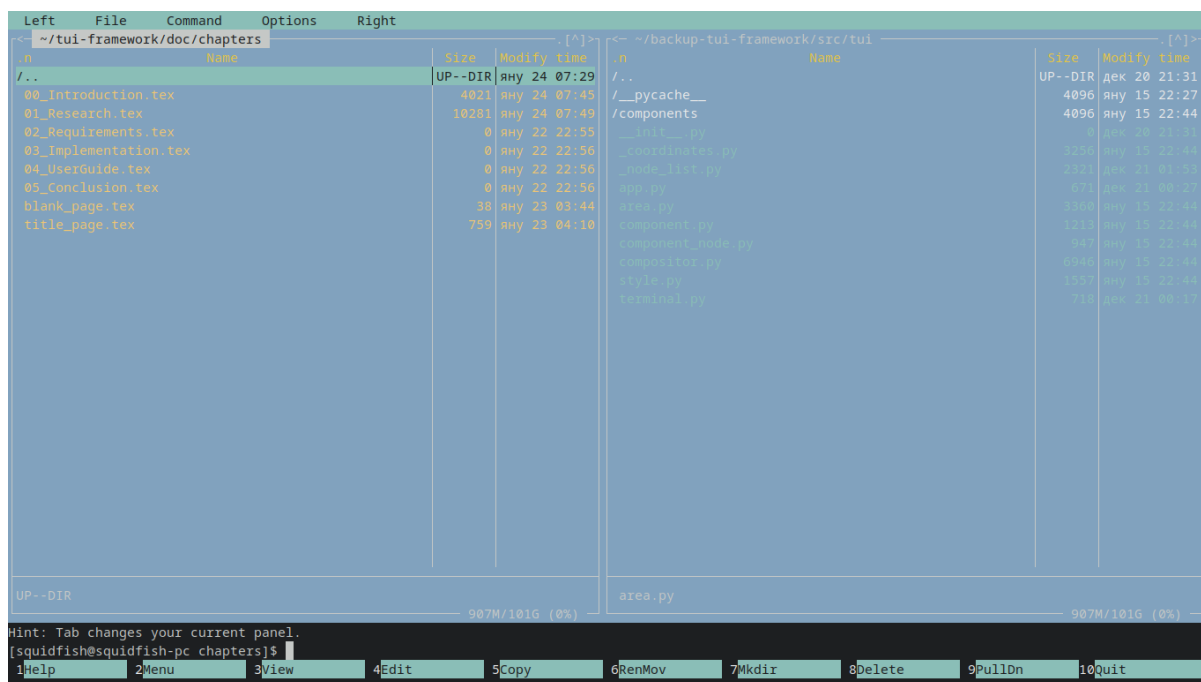 Left File Command Options Right
<─ ~/tui-framework/doc/chapters .[^]>
.n Name Size Modify time
/.. UP--DIR яну 24 07:29
00_Introduction.tex 4021 яну 24 07:45
01_Research.tex 10281 яну 24 07:49
02_Requirements.tex 0 яну 22 22:55
03_Implementation.tex 0 яну 22 22:56
04_UserGuide.tex 0 яну 22 22:56
05_Conclusion.tex 0 яну 22 22:56
blank_page.tex 38 яну 23 03:44
title_page.tex 759 яну 23 04:10
UP--DIR
907M/101G (0%)
<─ ~/backup-tui-framework/src/tui .[^]>
.n Name Size Modify time
/.. UP--DIR дек 20 21:31
/__pycache__ 4096 яну 15 22:27
/components 4096 яну 15 22:44
__init__.py 0 дек 20 21:31
_coordinates.py 3256 яну 15 22:44
_node_list.py 2321 дек 21 01:53
app.py 671 дек 21 00:27
area.py 3360 яну 15 22:44
component.py 1213 яну 15 22:44
component_node.py 947 яну 15 22:44
compositor.py 6946 яну 15 22:44
style.py 1557 яну 15 22:44
terminal.py 718 дек 21 00:17
area.py
907M/101G (0%)
Hint: Tab changes your current panel.
[squidfish@squidfish-pc chapters]$
1Help 2Menu 3View 4Edit 5Copy 6RenMov 7Mkdir 8Delete 9PullDn 10Quit